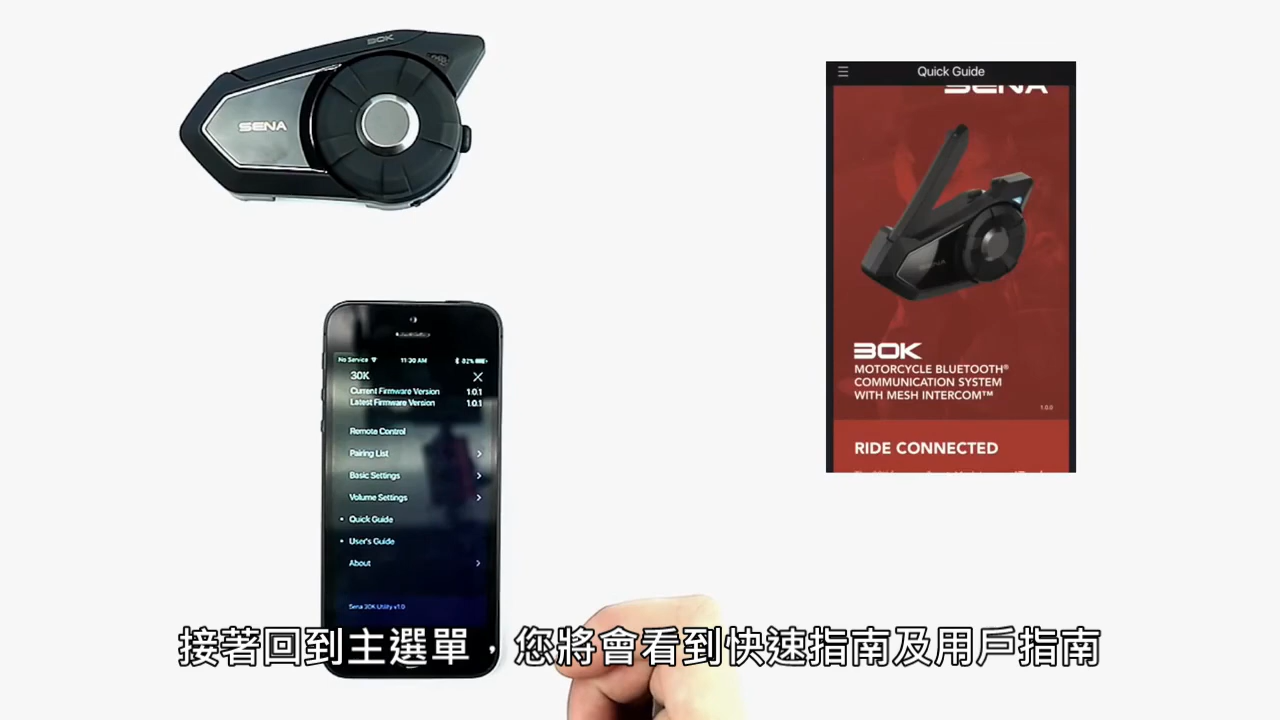 30K
SENA
No Service
11:30 AM
82%
30K
Current Firmware Version 1.0.1
Latest Firmware Version 1.0.1
Remote Control
Pairing List
Basic Settings
Volume Settings
• Quick Guide
• User's Guide
About
Sena 30K Utility v1.0
Quick Guide
SENA
SENA
30K
MOTORCYCLE BLUETOOTH®
COMMUNICATION SYSTEM
WITH MESH INTERCOM™
1.0.0
RIDE CONNECTED
接著回到主選單，您將會看到快速指南及用戶指南